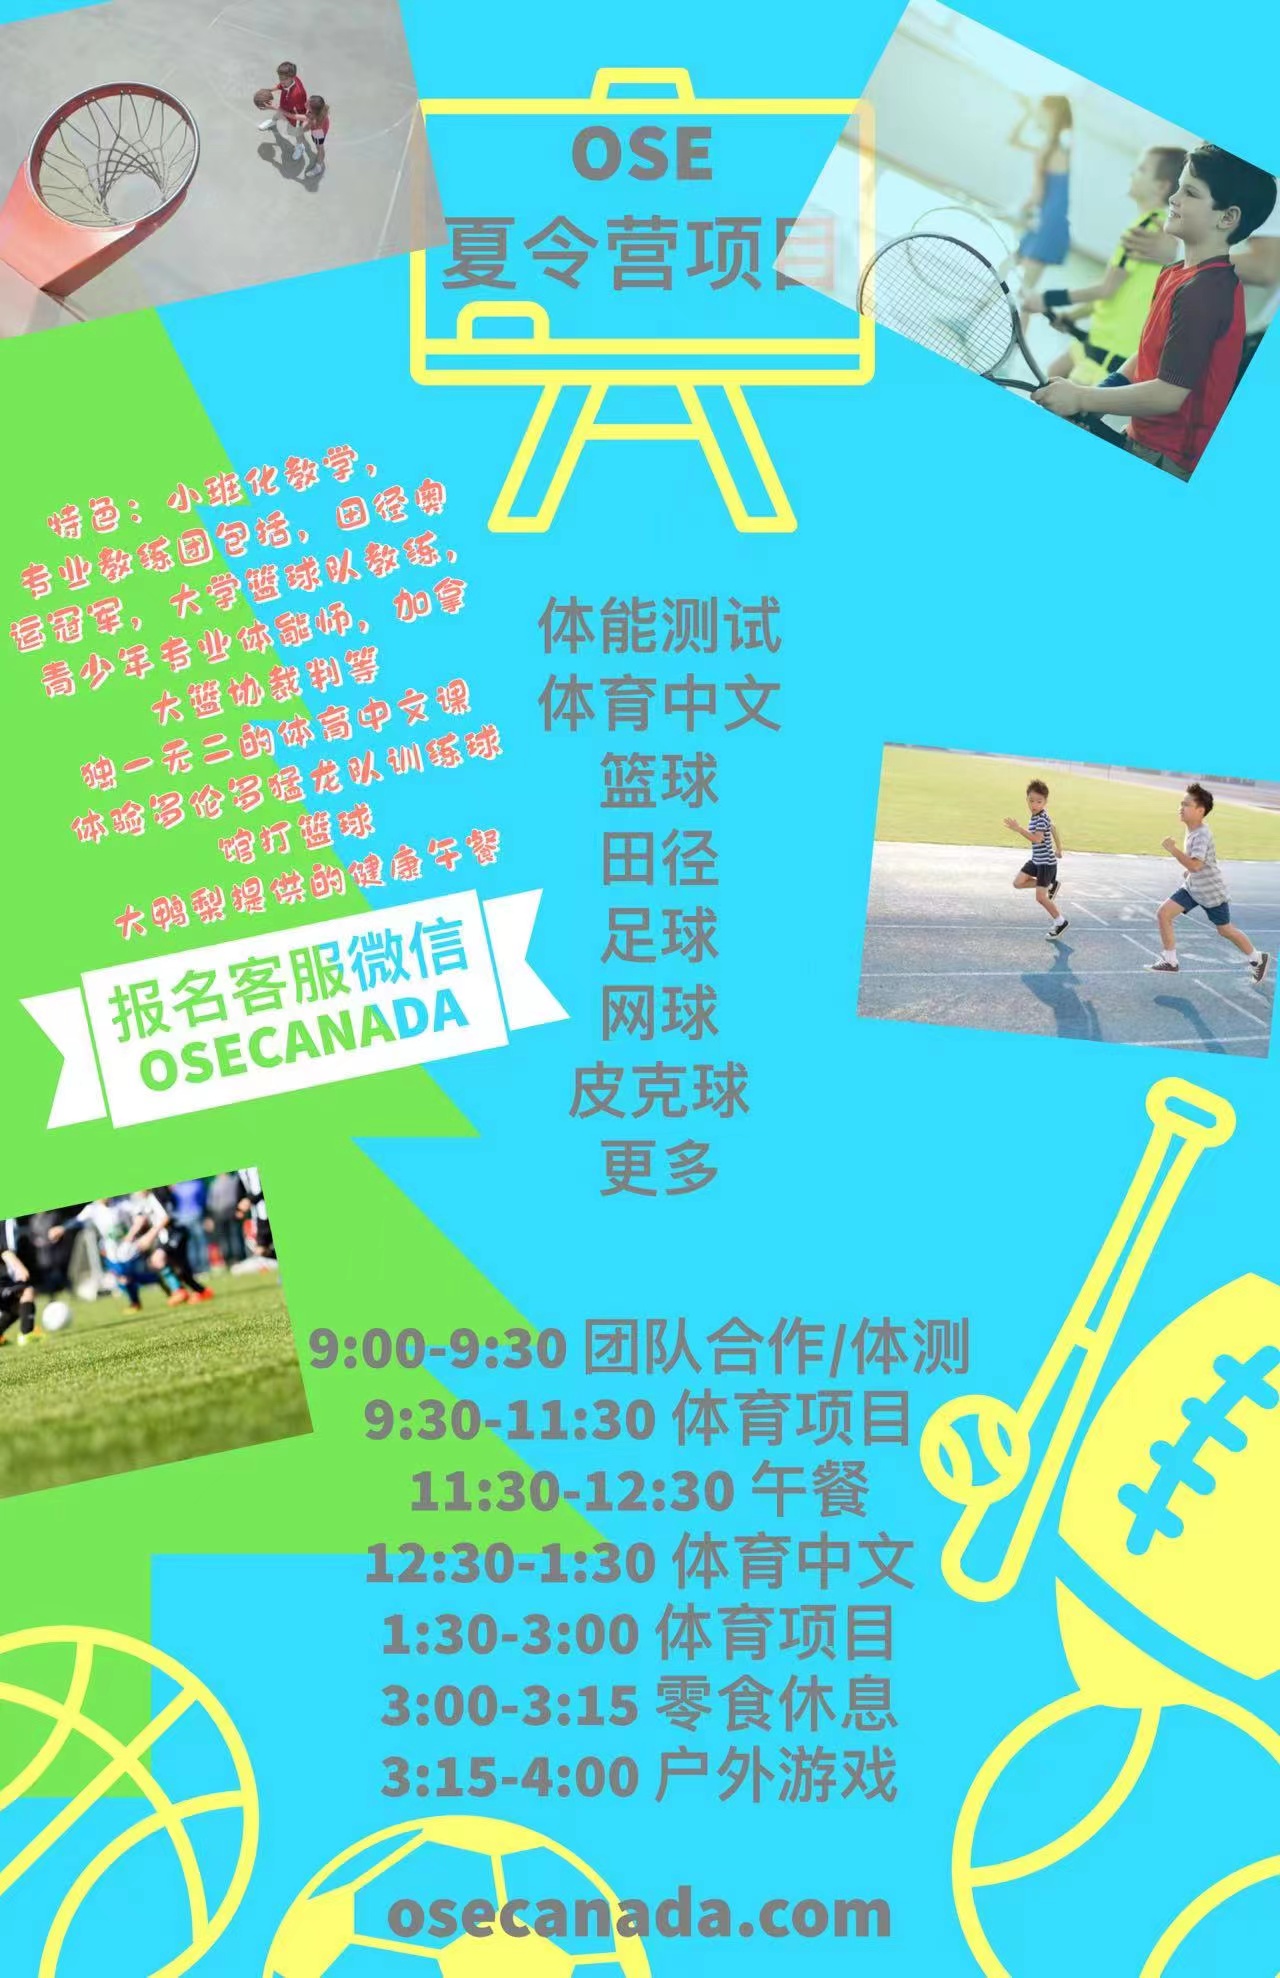 OSE
夏令营项目
特色：小班化教学，
专业教练团包括，田径奥
运冠军，大学篮球队教练，
青少年专业体能师，加拿
大篮协裁判等
独一无二的体育中文课
体验多伦多猛龙队训练球
馆打篮球
大鸭梨提供的健康午餐
报名客服微信
OSECANADA
体能测试
体育中文
篮球
田径
足球
网球
皮克球
更多
9:00-9:30 团队合作/体测
9:30-11:30 体育项目
11:30-12:30 午餐
12:30-1:30 体育中文
1:30-3:00 体育项目
3:00-3:15 零食休息
3:15-4:00 户外游戏
osecanada.com